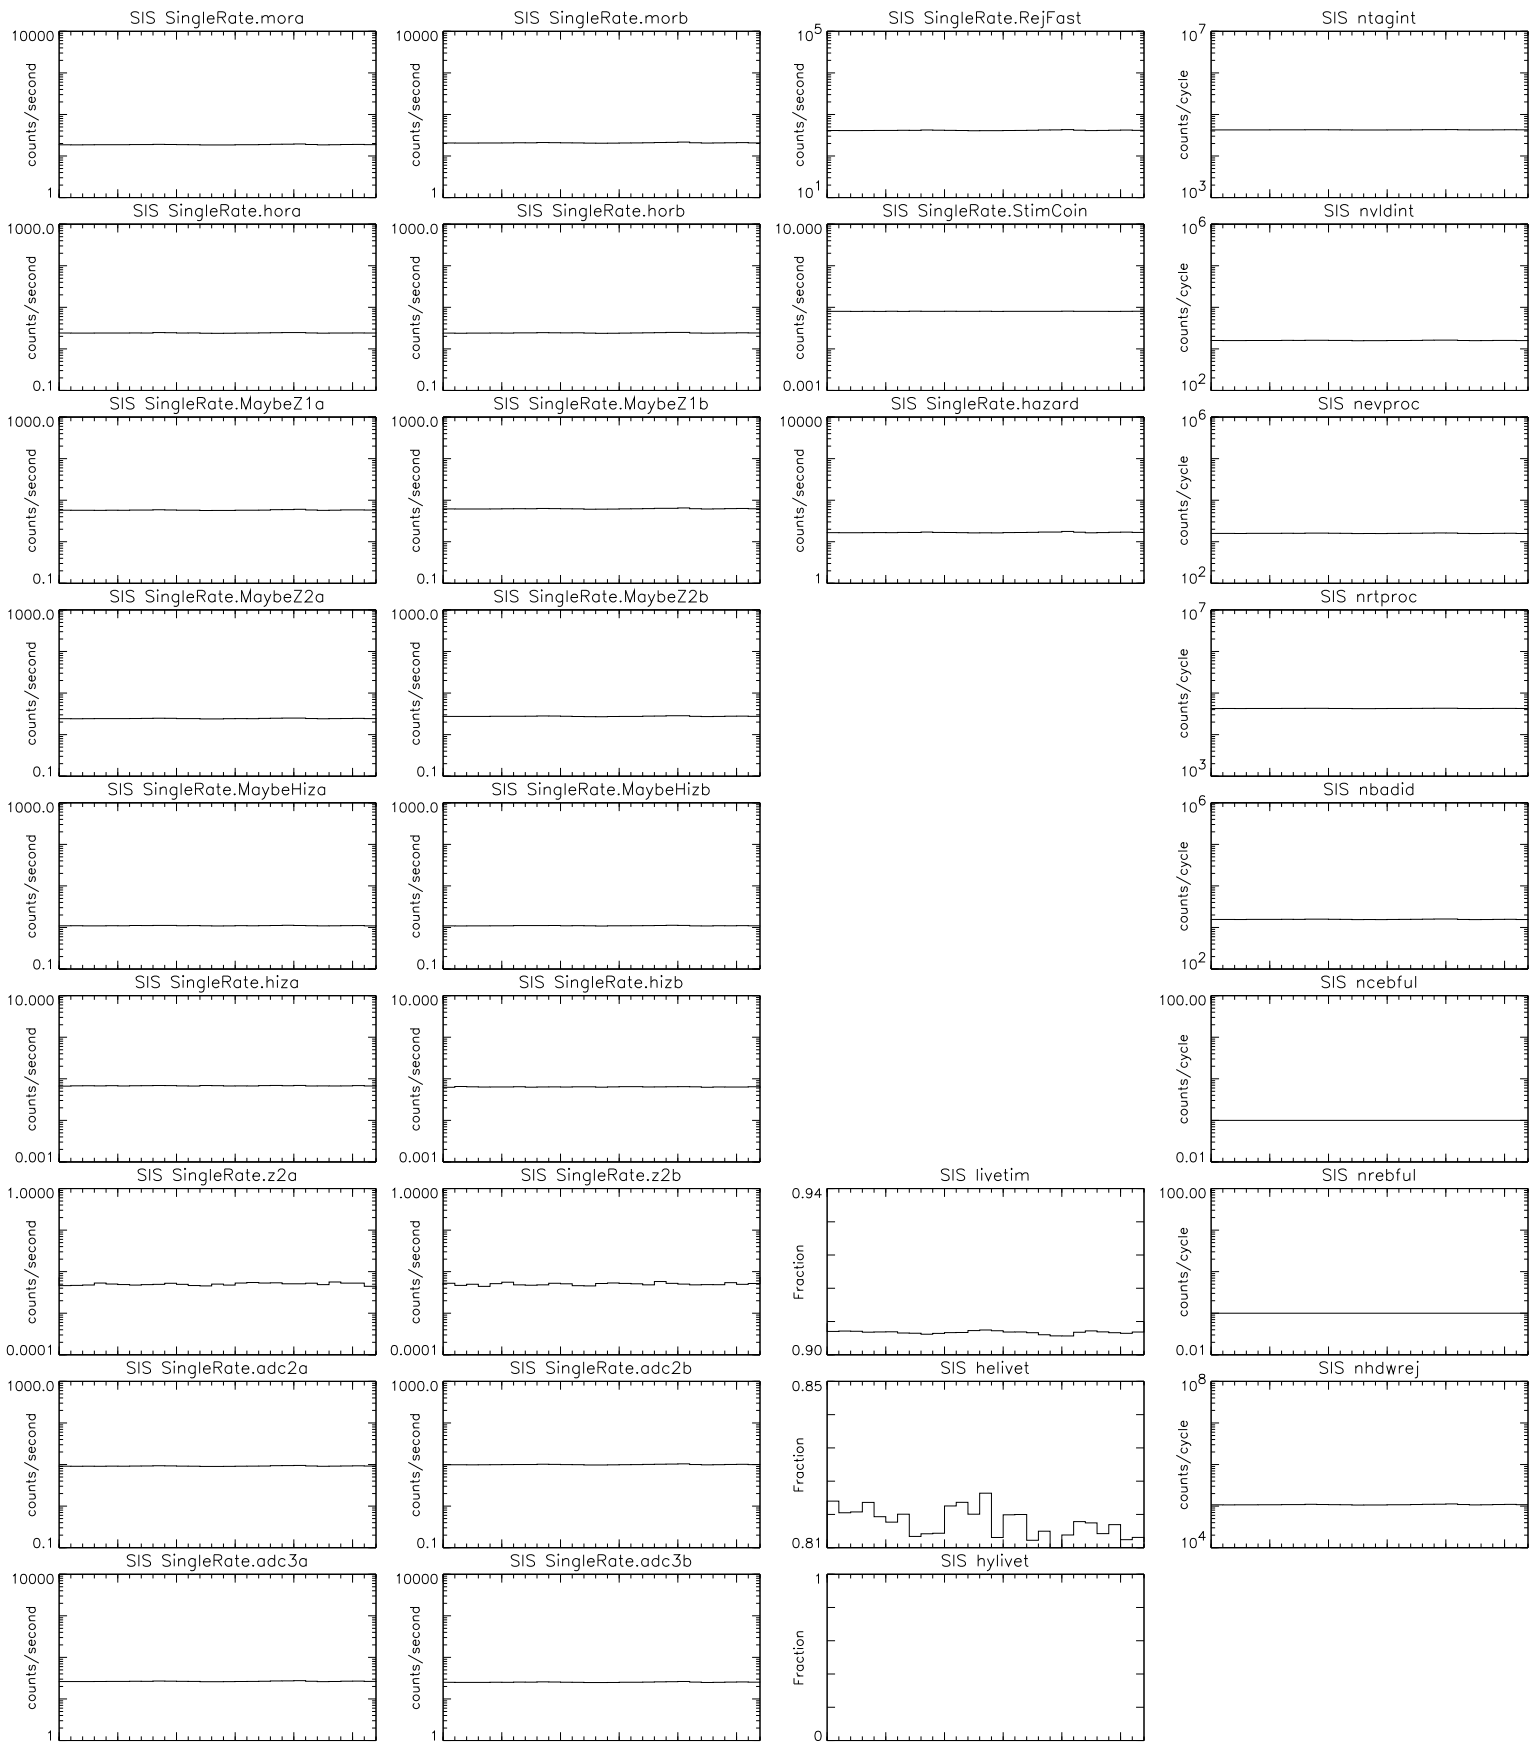 SIS SingleRate.mora
10000
counts/second
1
SIS SingleRate.morb
10000
counts/second
1
SIS SingleRate.RejFast
10^5
counts/second
10^1
SIS ntagint
10^7
counts/cycle
10^3
SIS SingleRate.hora
1000.0
counts/second
0.1
SIS SingleRate.horb
1000.0
counts/second
0.1
SIS SingleRate.StimCoin
10.000
counts/second
0.001
SIS nvldint
10^6
counts/cycle
10^2
SIS SingleRate.MaybeZ1a
1000.0
counts/second
0.1
SIS SingleRate.MaybeZ1b
1000.0
counts/second
0.1
SIS SingleRate.hazard
10000
counts/second
1
SIS nevproc
10^6
counts/cycle
10^2
SIS SingleRate.MaybeZ2a
1000.0
counts/second
0.1
SIS SingleRate.MaybeZ2b
1000.0
counts/second
0.1
SIS nrtproc
10^7
counts/cycle
10^3
SIS SingleRate.MaybeHiza
1000.0
counts/second
0.1
SIS SingleRate.MaybeHizb
1000.0
counts/second
0.1
SIS nbadid
10^6
counts/cycle
10^2
SIS SingleRate.hiza
10.000
counts/second
0.001
SIS SingleRate.hizb
10.000
counts/second
0.001
SIS ncebful
100.00
counts/cycle
0.01
SIS SingleRate.z2a
1.0000
counts/second
0.0001
SIS SingleRate.z2b
1.0000
counts/second
0.0001
SIS livetim
0.94
Fraction
0.90
SIS nrebful
100.00
counts/cycle
0.01
SIS SingleRate.adc2a
1000.0
counts/second
0.1
SIS SingleRate.adc2b
1000.0
counts/second
0.1
SIS helivet
0.85
Fraction
0.81
SIS nhdwrej
10^8
counts/cycle
10^4
SIS SingleRate.adc3a
10000
counts/second
1
SIS SingleRate.adc3b
10000
counts/second
1
SIS hylivet
1
Fraction
0